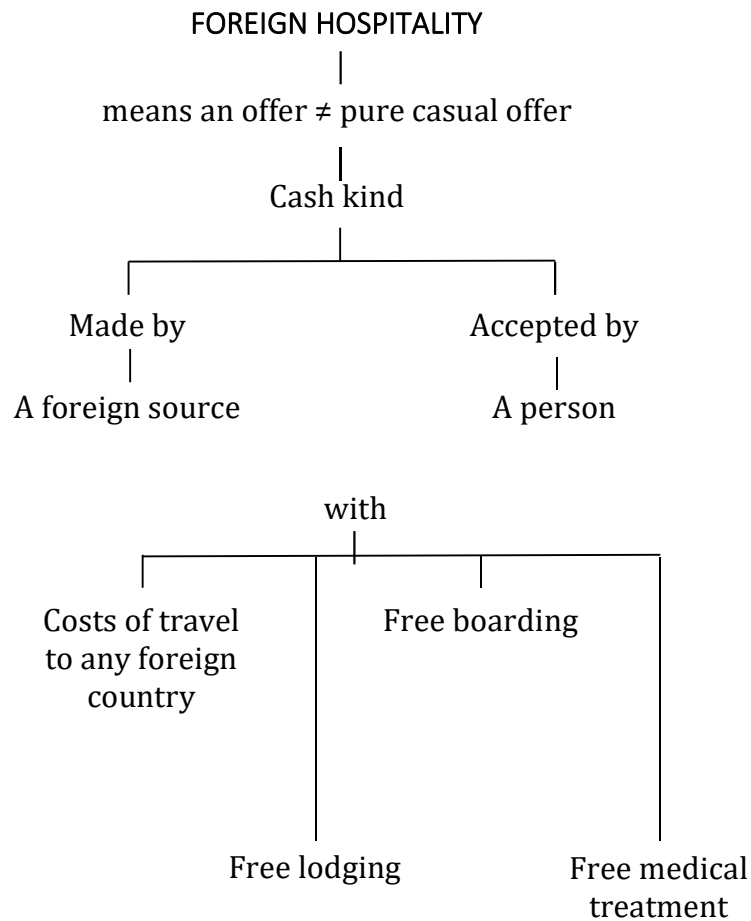 FOREIGN HOSPITALITY
means an offer ≠ pure casual offer
Cash kind
Made by
Accepted by
A foreign source
A person
with
Costs of travel
to any foreign
country
Free boarding
Free lodging
Free medical
treatment